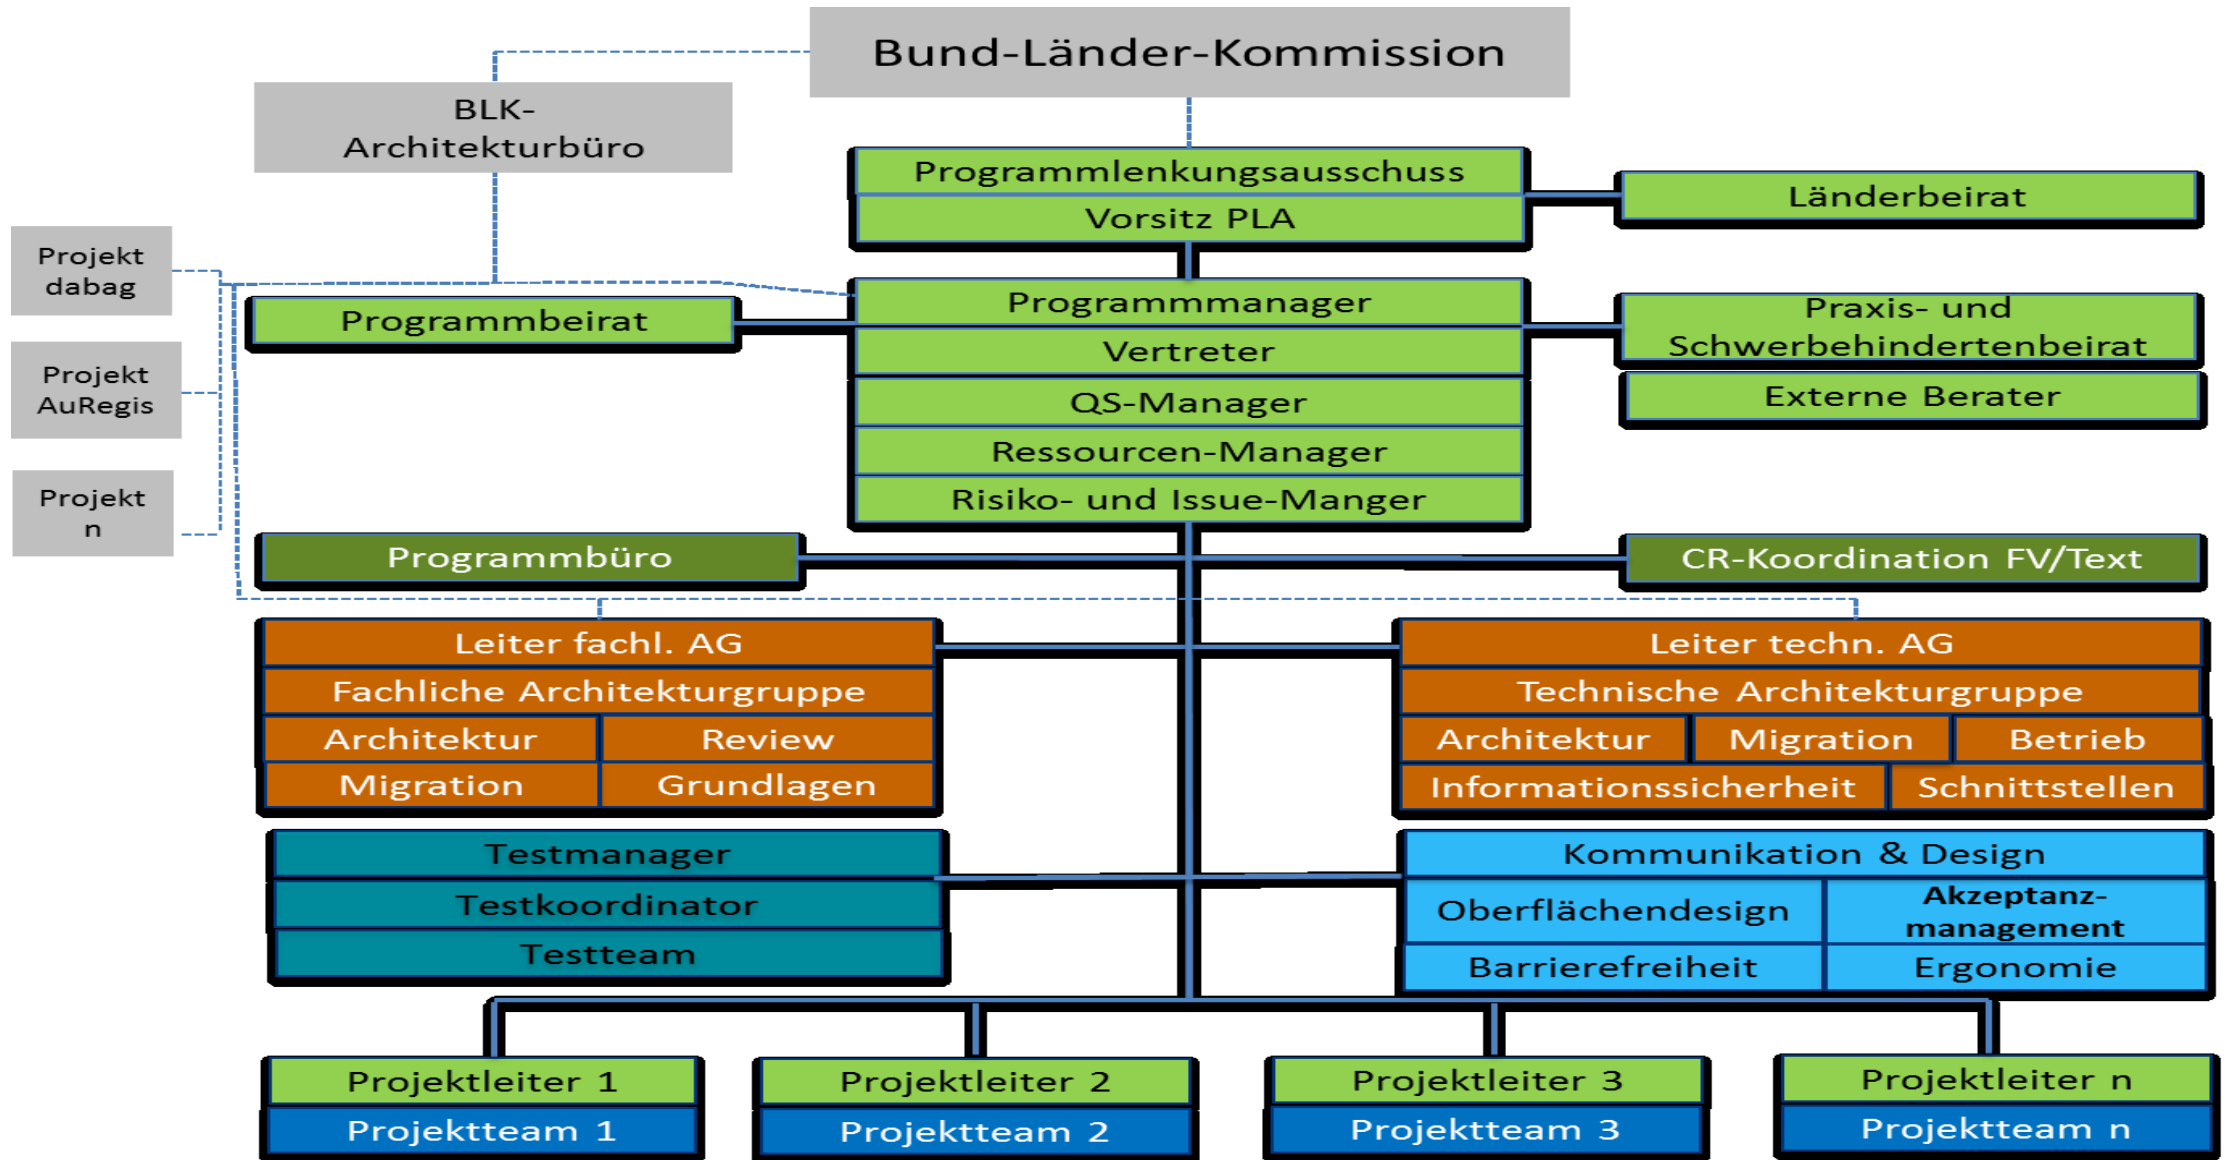 Bund-Länder-Kommission
BLK-
Architekturbüro
Programmlenkungsausschuss
Vorsitz PLA
Länderbeirat
Projekt
dabag
Projekt
AuRegis
Projekt
n
Programmbeirat
Programmmanager
Vertreter
QS-Manager
Ressourcen-Manager
Risiko- und Issue-Manger
Praxis- und
Schwerbehindertenbeirat
Externe Berater
Programmbüro
CR-Koordination FV/Text
Leiter fachl. AG
Fachliche Architekturgruppe
Architektur
Review
Migration
Grundlagen
Leiter techn. AG
Technische Architekturgruppe
Architektur
Migration
Betrieb
Informationssicherheit
Schnittstellen
Testmanager
Testkoordinator
Testteam
Kommunikation & Design
Oberflächendesign
Akzeptanz-
management
Barrierefreiheit
Ergonomie
Projektleiter 1
Projektteam 1
Projektleiter 2
Projektteam 2
Projektleiter 3
Projektteam 3
Projektleiter n
Projektteam n